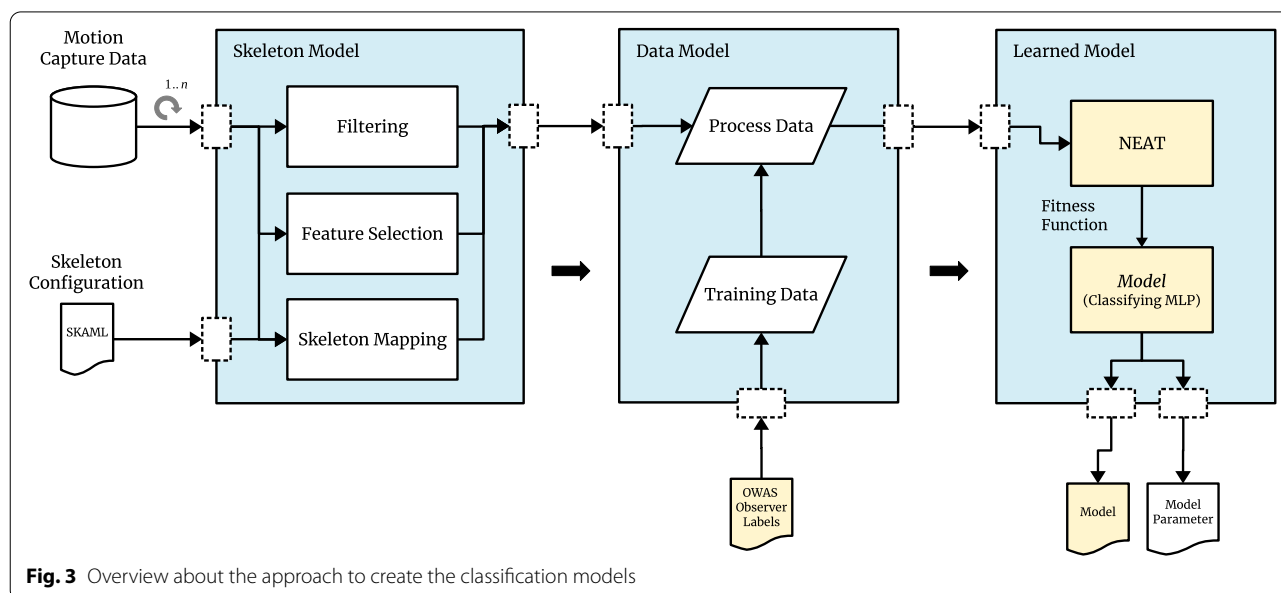 Motion
Capture Data
1.. n
Skeleton Model
Filtering
Feature Selection
Skeleton Mapping
Skeleton
Configuration
SKAML
Data Model
Process Data
Training Data
OWAS
Observer
Labels
Learned Model
NEAT
Fitness
Function
Model
(Classifying MLP)
Model
Model
Parameter
Fig. 3 Overview about the approach to create the classification models